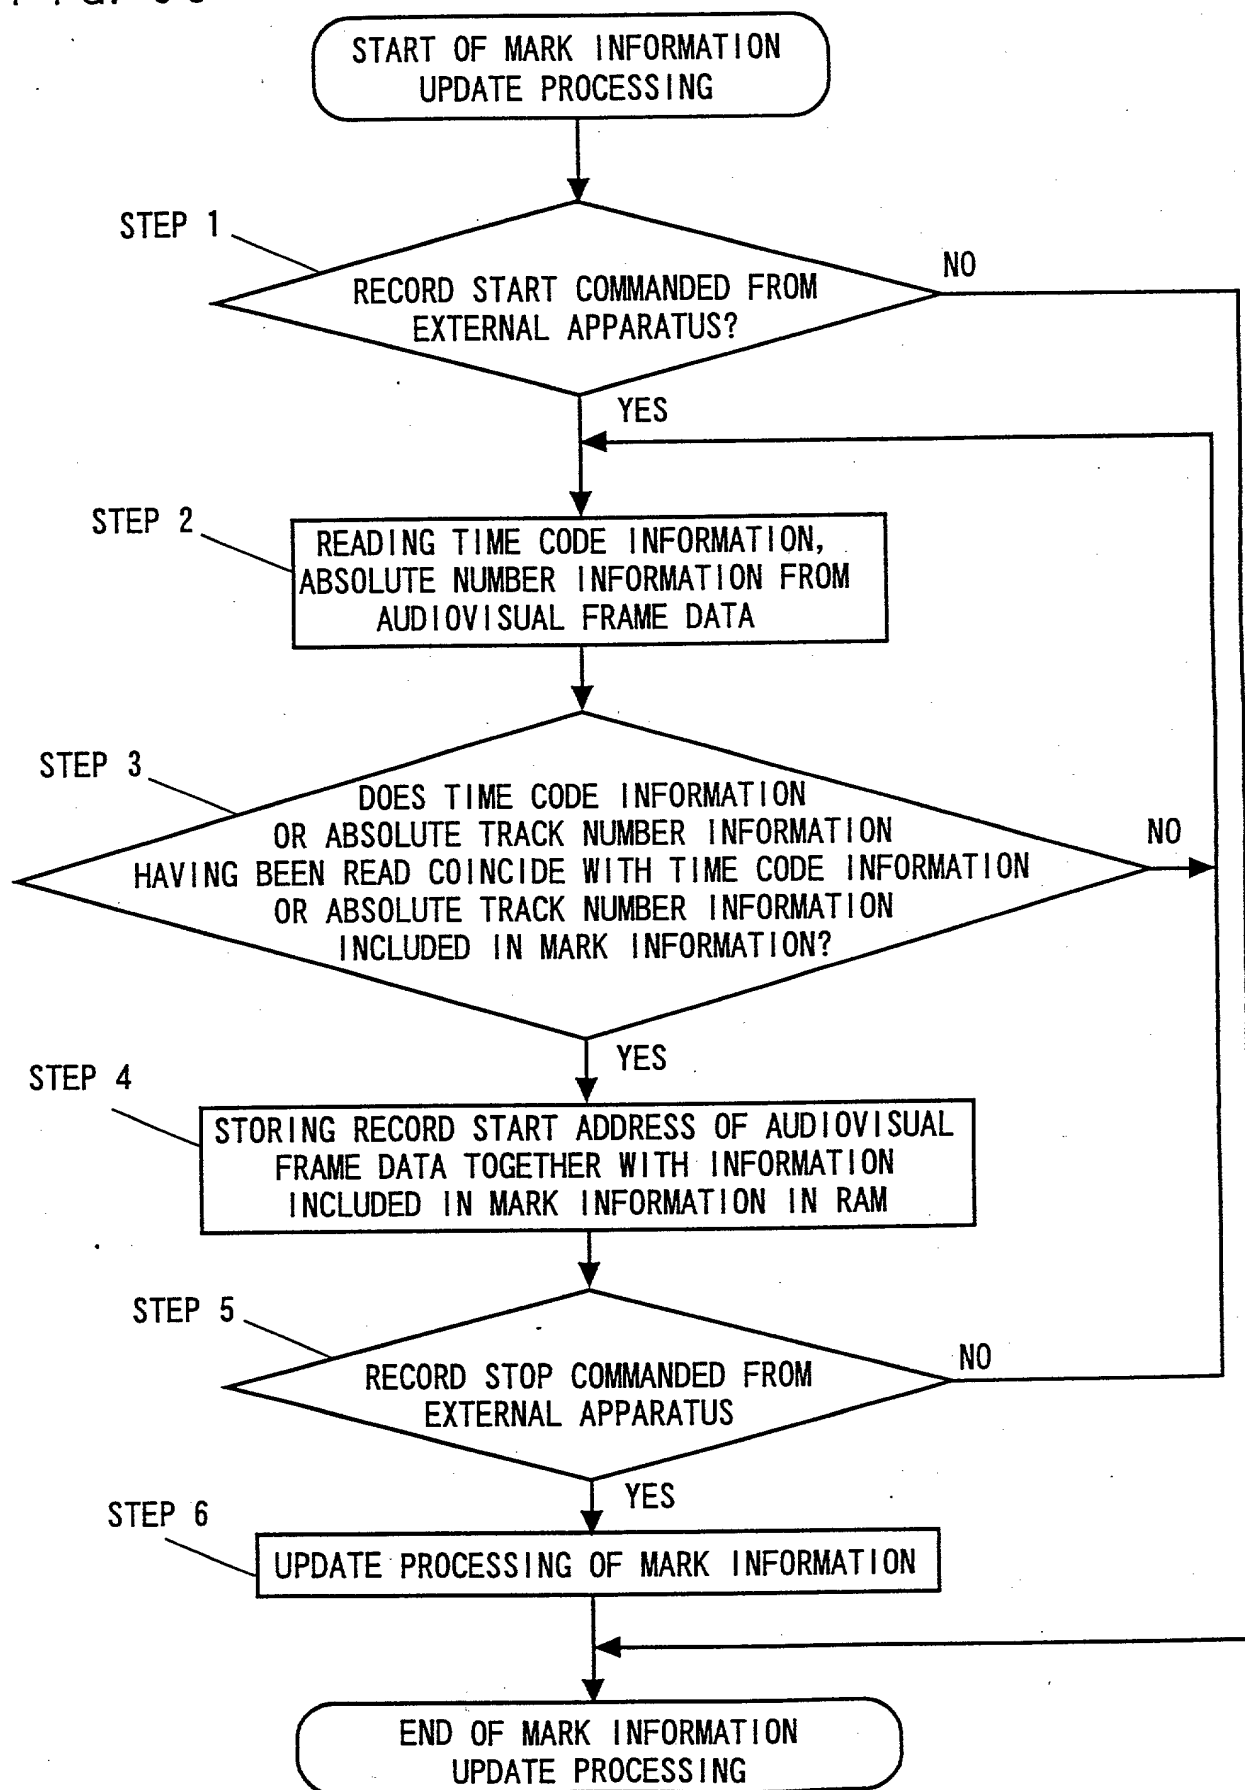 START OF MARK INFORMATION
UPDATE PROCESSING
STEP 1
NO
RECORD START COMMANDED FROM
EXTERNAL APPARATUS?
YES
STEP 2
READING TIME CODE INFORMATION,
ABSOLUTE NUMBER INFORMATION FROM
AUDIOVISUAL FRAME DATA
STEP 3
DOES TIME CODE INFORMATION
OR ABSOLUTE TRACK NUMBER INFORMATION
NO
HAVING BEEN READ COINCIDE WITH TIME CODE INFORMATION
OR ABSOLUTE TRACK NUMBER INFORMATION
INCLUDED IN MARK INFORMATION?
YES
STEP 4
STORING RECORD START ADDRESS OF AUDIOVISUAL
FRAME DATA TOGETHER WITH INFORMATION
INCLUDED IN MARK INFORMATION IN RAM
STEP 5
NO
RECORD STOP COMMANDED FROM
EXTERNAL APPARATUS
YES
STEP 6
UPDATE PROCESSING OF MARK INFORMATION
END OF MARK INFORMATION
UPDATE PROCESSING